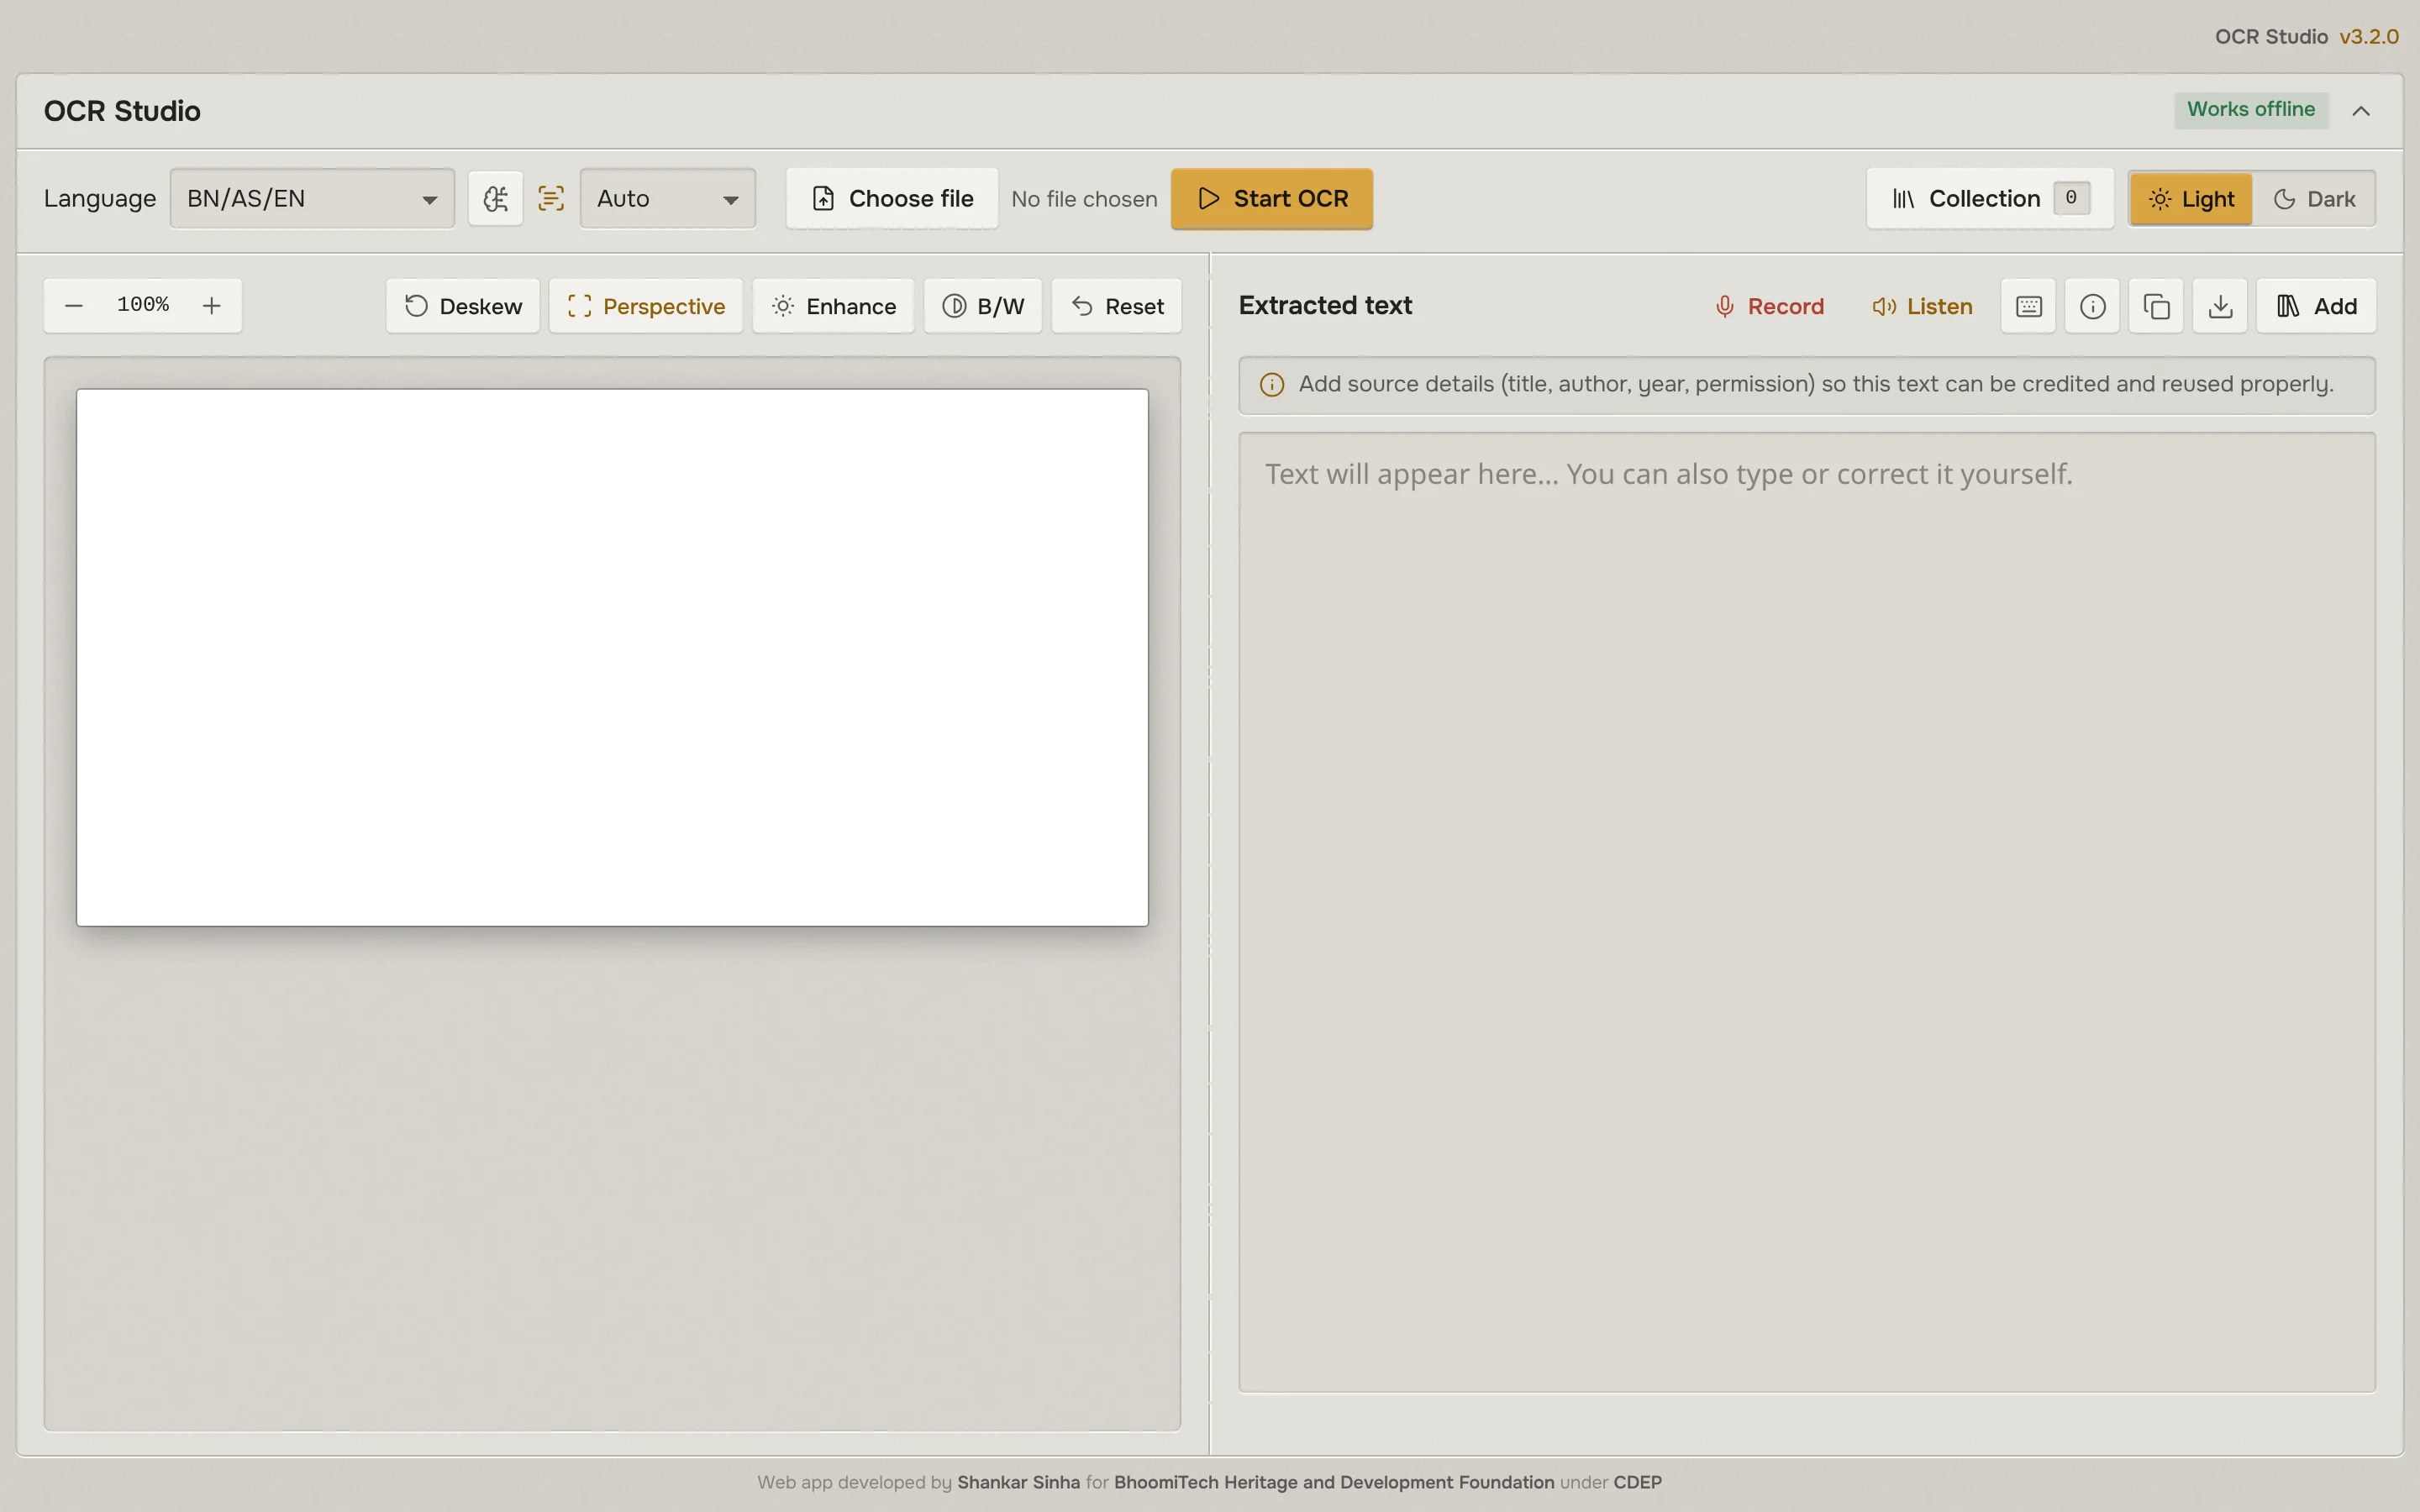 OCR Studio v3.2.0
OCR Studio
Works offline
Language
BN/AS/EN
Auto
Choose file
No file chosen
Start OCR
Collection 0
Light
Dark
100%
Deskew
Perspective
Enhance
B/W
Reset
Extracted text
Record
Listen
Add
Add source details (title, author, year, permission) so this text can be credited and reused properly.
Text will appear here... You can also type or correct it yourself.
Web app developed by Shankar Sinha for BhoomiTech Heritage and Development Foundation under CDEP